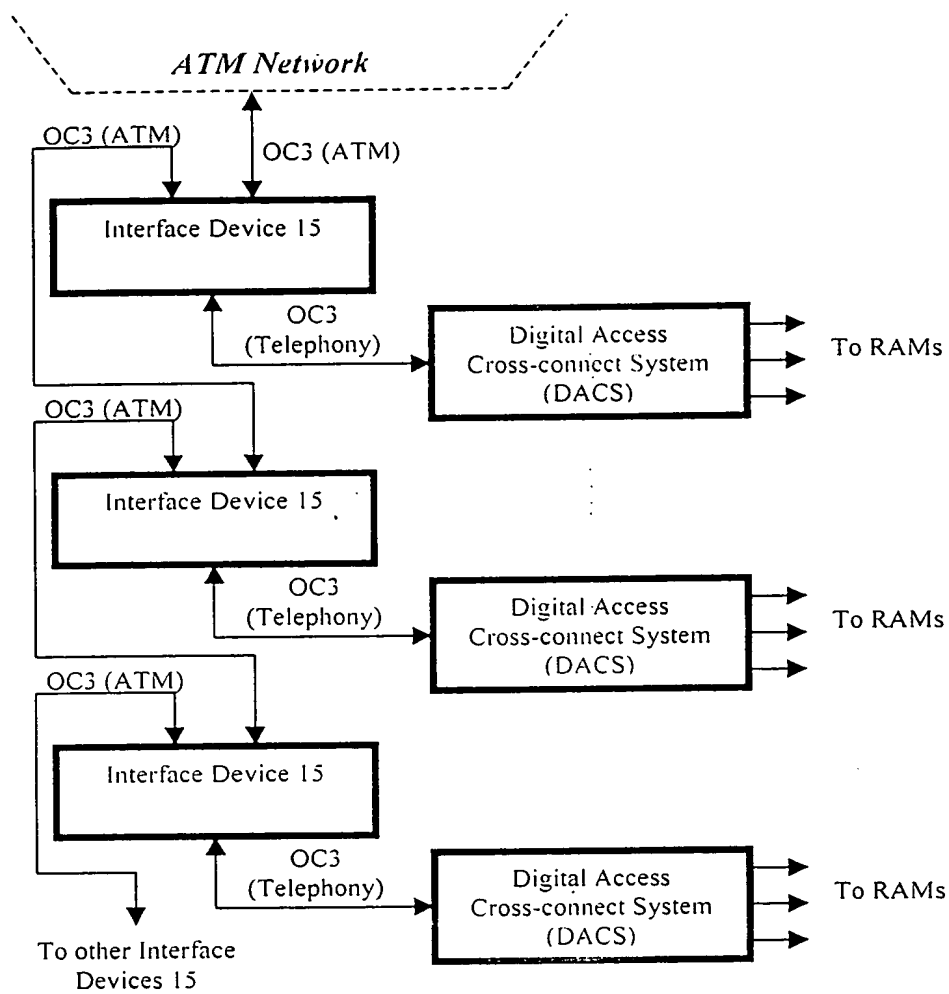 ATM Network
OC3 (ATM)
OC3 (ATM)
Interface Device 15
OC3
(Telephony)
Digital Access
Cross-connect System
(DACS)
To RAMs
OC3 (ATM)
Interface Device 15
OC3
(Telephony)
Digital Access
Cross-connect System
(DACS)
To RAMs
OC3 (ATM)
Interface Device 15
OC3
(Telephony)
Digital Access
Cross-connect System
(DACS)
To RAMs
To other Interface
Devices 15